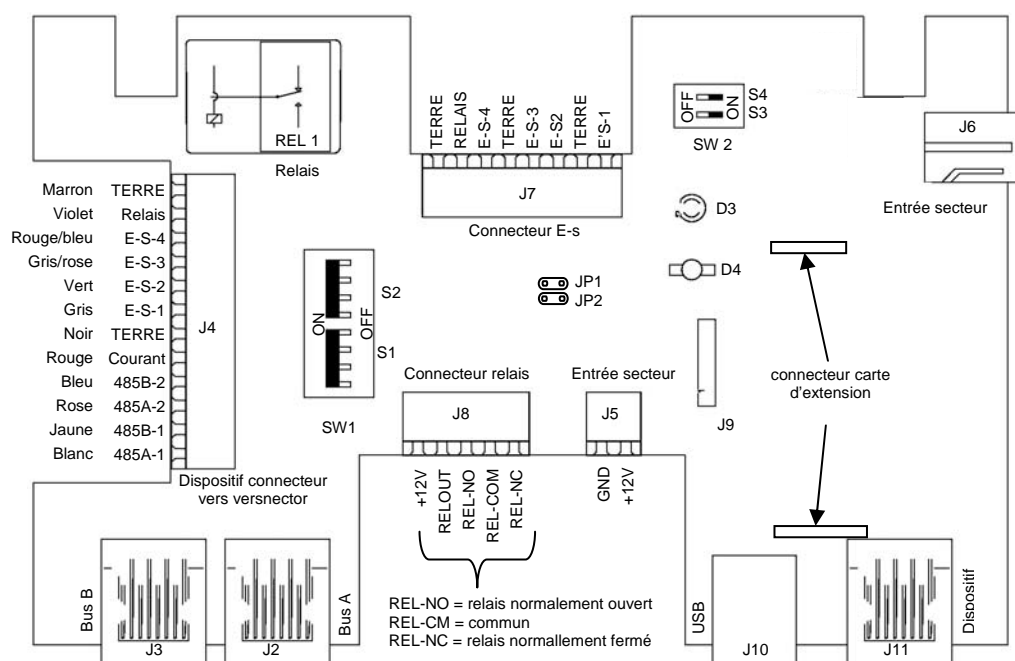 REL 1
Relais
TERRE
RELAIS
E-S-4
TERRE
E-S-3
E-S2
TERRE
E'S-1
J7
Connecteur E-s
OFF
ON
S4
S3
SW 2
J6
Entrée secteur
D3
D4
Marron TERRE
Violet Relais
Rouge/bleu E-S-4
Gris/rose E-S-3
Vert E-S-2
Gris E-S-1
Noir TERRE
Rouge Courant
Bleu 485B-2
Rose 485A-2
Jaune 485B-1
Blanc 485A-1
J4
Dispositif connecteur
vers versnector
ON
OFF
S2
S1
SW1
JP1
JP2
connecteur carte
d'extension
Connecteur relais
J8
Entrée secteur
J5
J9
+12V
RELOUT
REL-NO
REL-COM
REL-NC
GND
+12V
REL-NO = relais normalement ouvert
REL-CM = commun
REL-NC = relais normallement fermé
Bus B
J3
J2
Bus A
USB
J10
J11
Dispositif